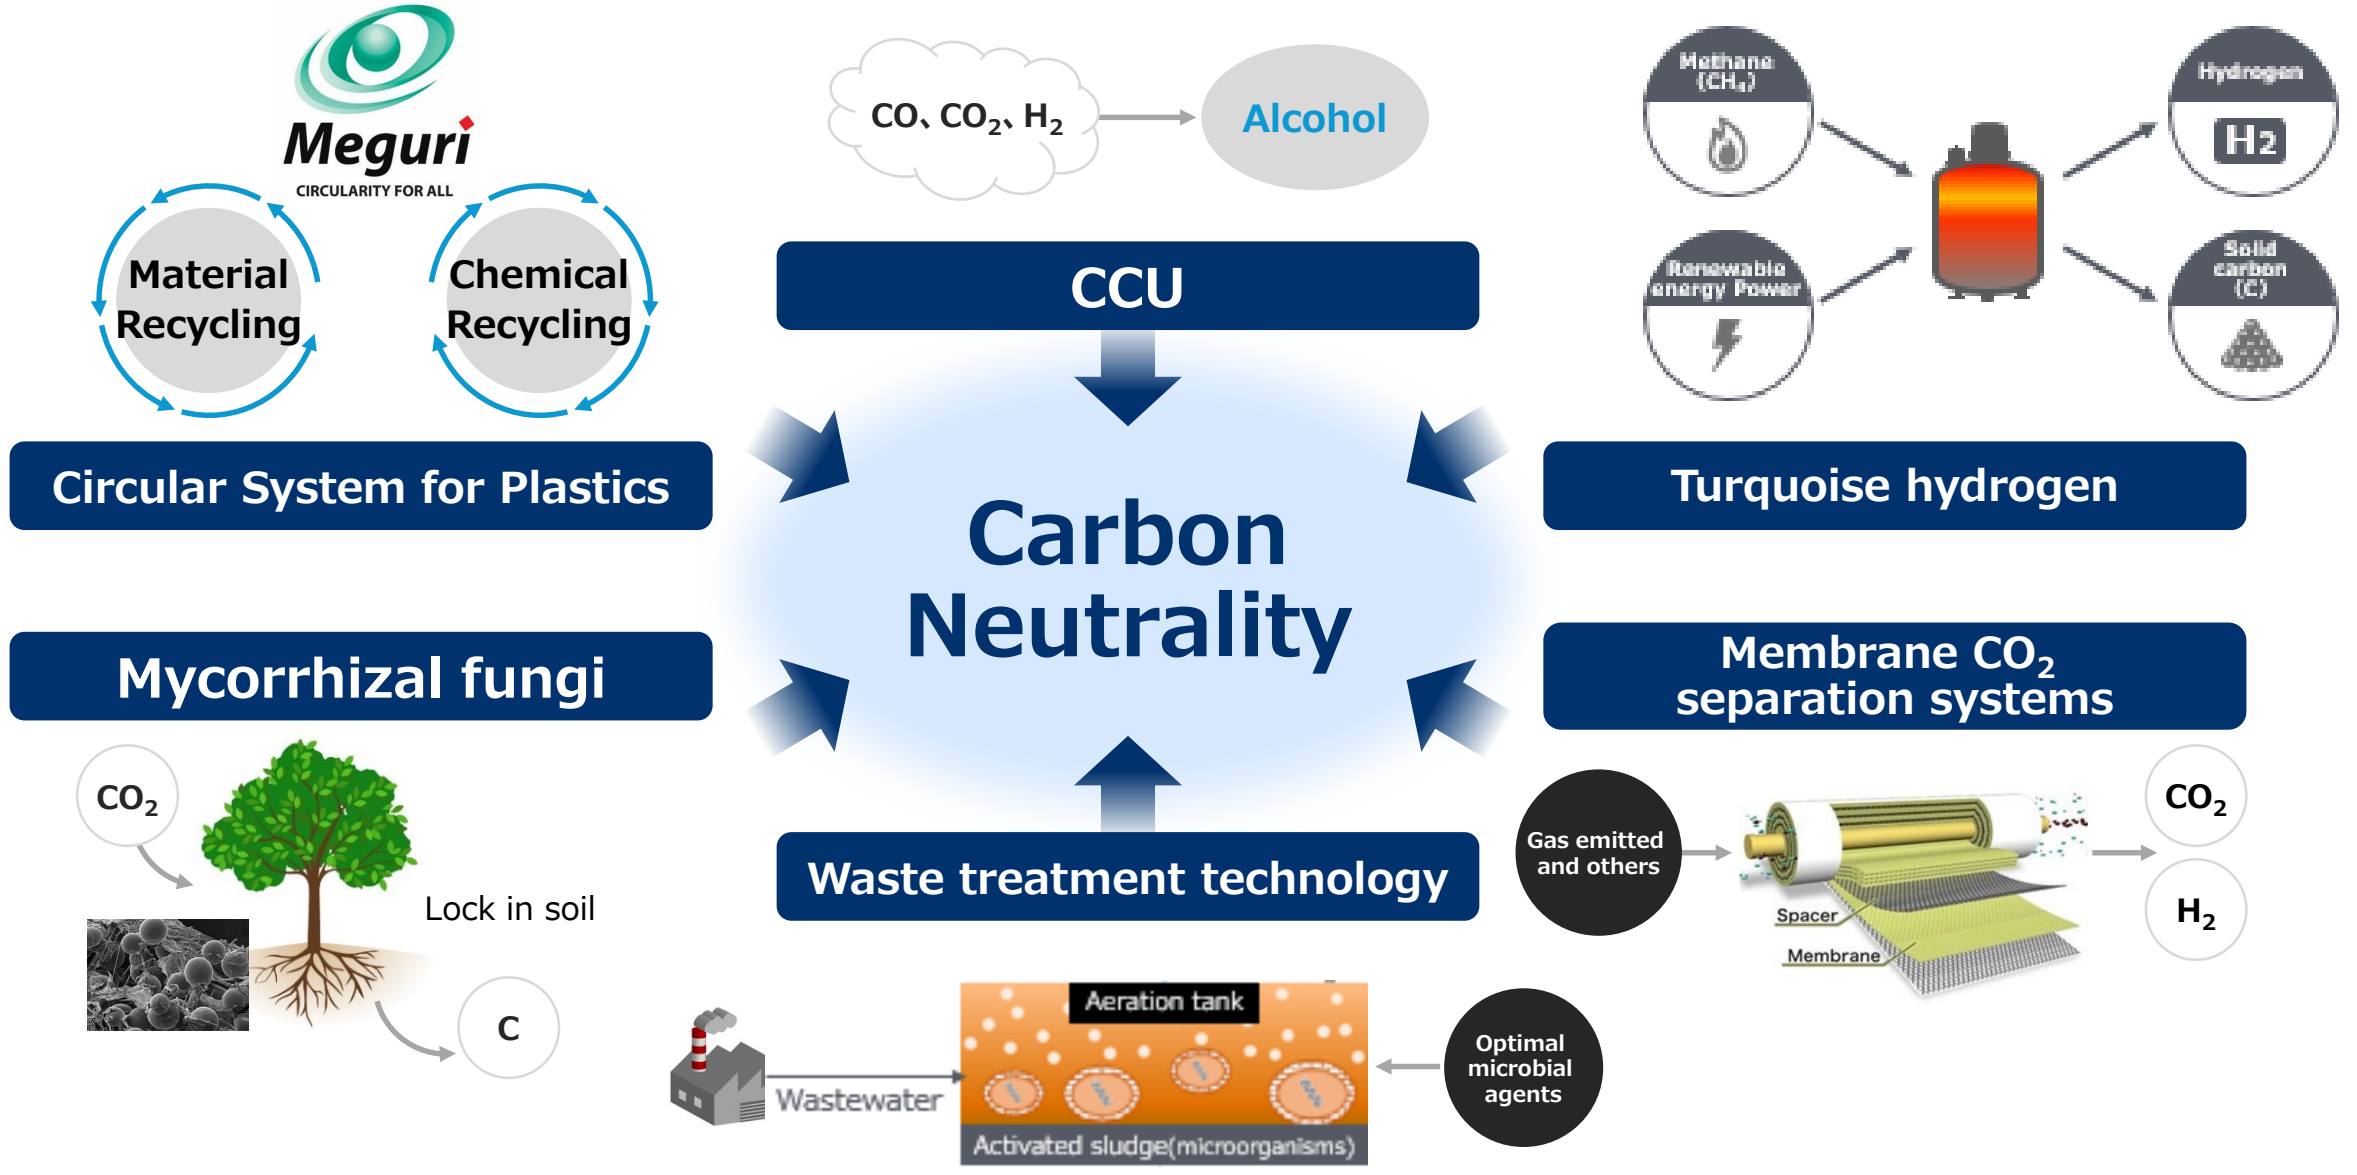 Meguri
CIRCULARITY FOR ALL
Material
Recycling
Chemical
Recycling
Circular System for Plastics
CO、CO₂、H₂
Alcohol
CCU
Methane
(CH₄)
Renewable
energy Power
Hydrogen
H2
Solid
carbon
(C)
Turquoise hydrogen
Carbon
Neutrality
Mycorrhizal fungi
CO₂
Lock in soil
C
Waste treatment technology
Wastewater
Aeration tank
Activated sludge(microorganisms)
Optimal
microbial
agents
Membrane CO₂
separation systems
Gas emitted
and others
Spacer
Membrane
CO₂
H₂